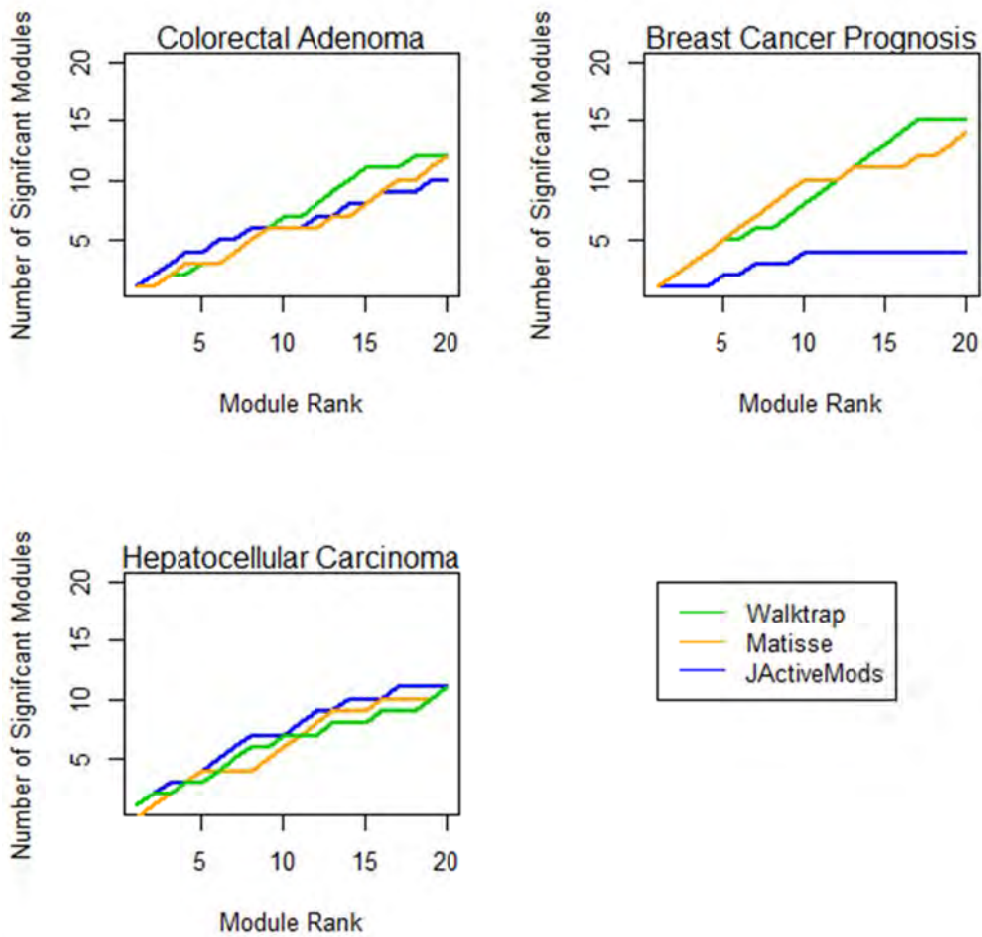 Colorectal Adenoma
Number of Signifcant Modules
20
15
10
5
5 10 15 20
Module Rank
Breast Cancer Prognosis
Number of Signifcant Modules
20
15
10
5
5 10 15 20
Module Rank
Hepatocellular Carcinoma
Number of Signifcant Modules
20
15
10
5
5 10 15 20
Module Rank
Walktrap
Matisse
JActiveMods